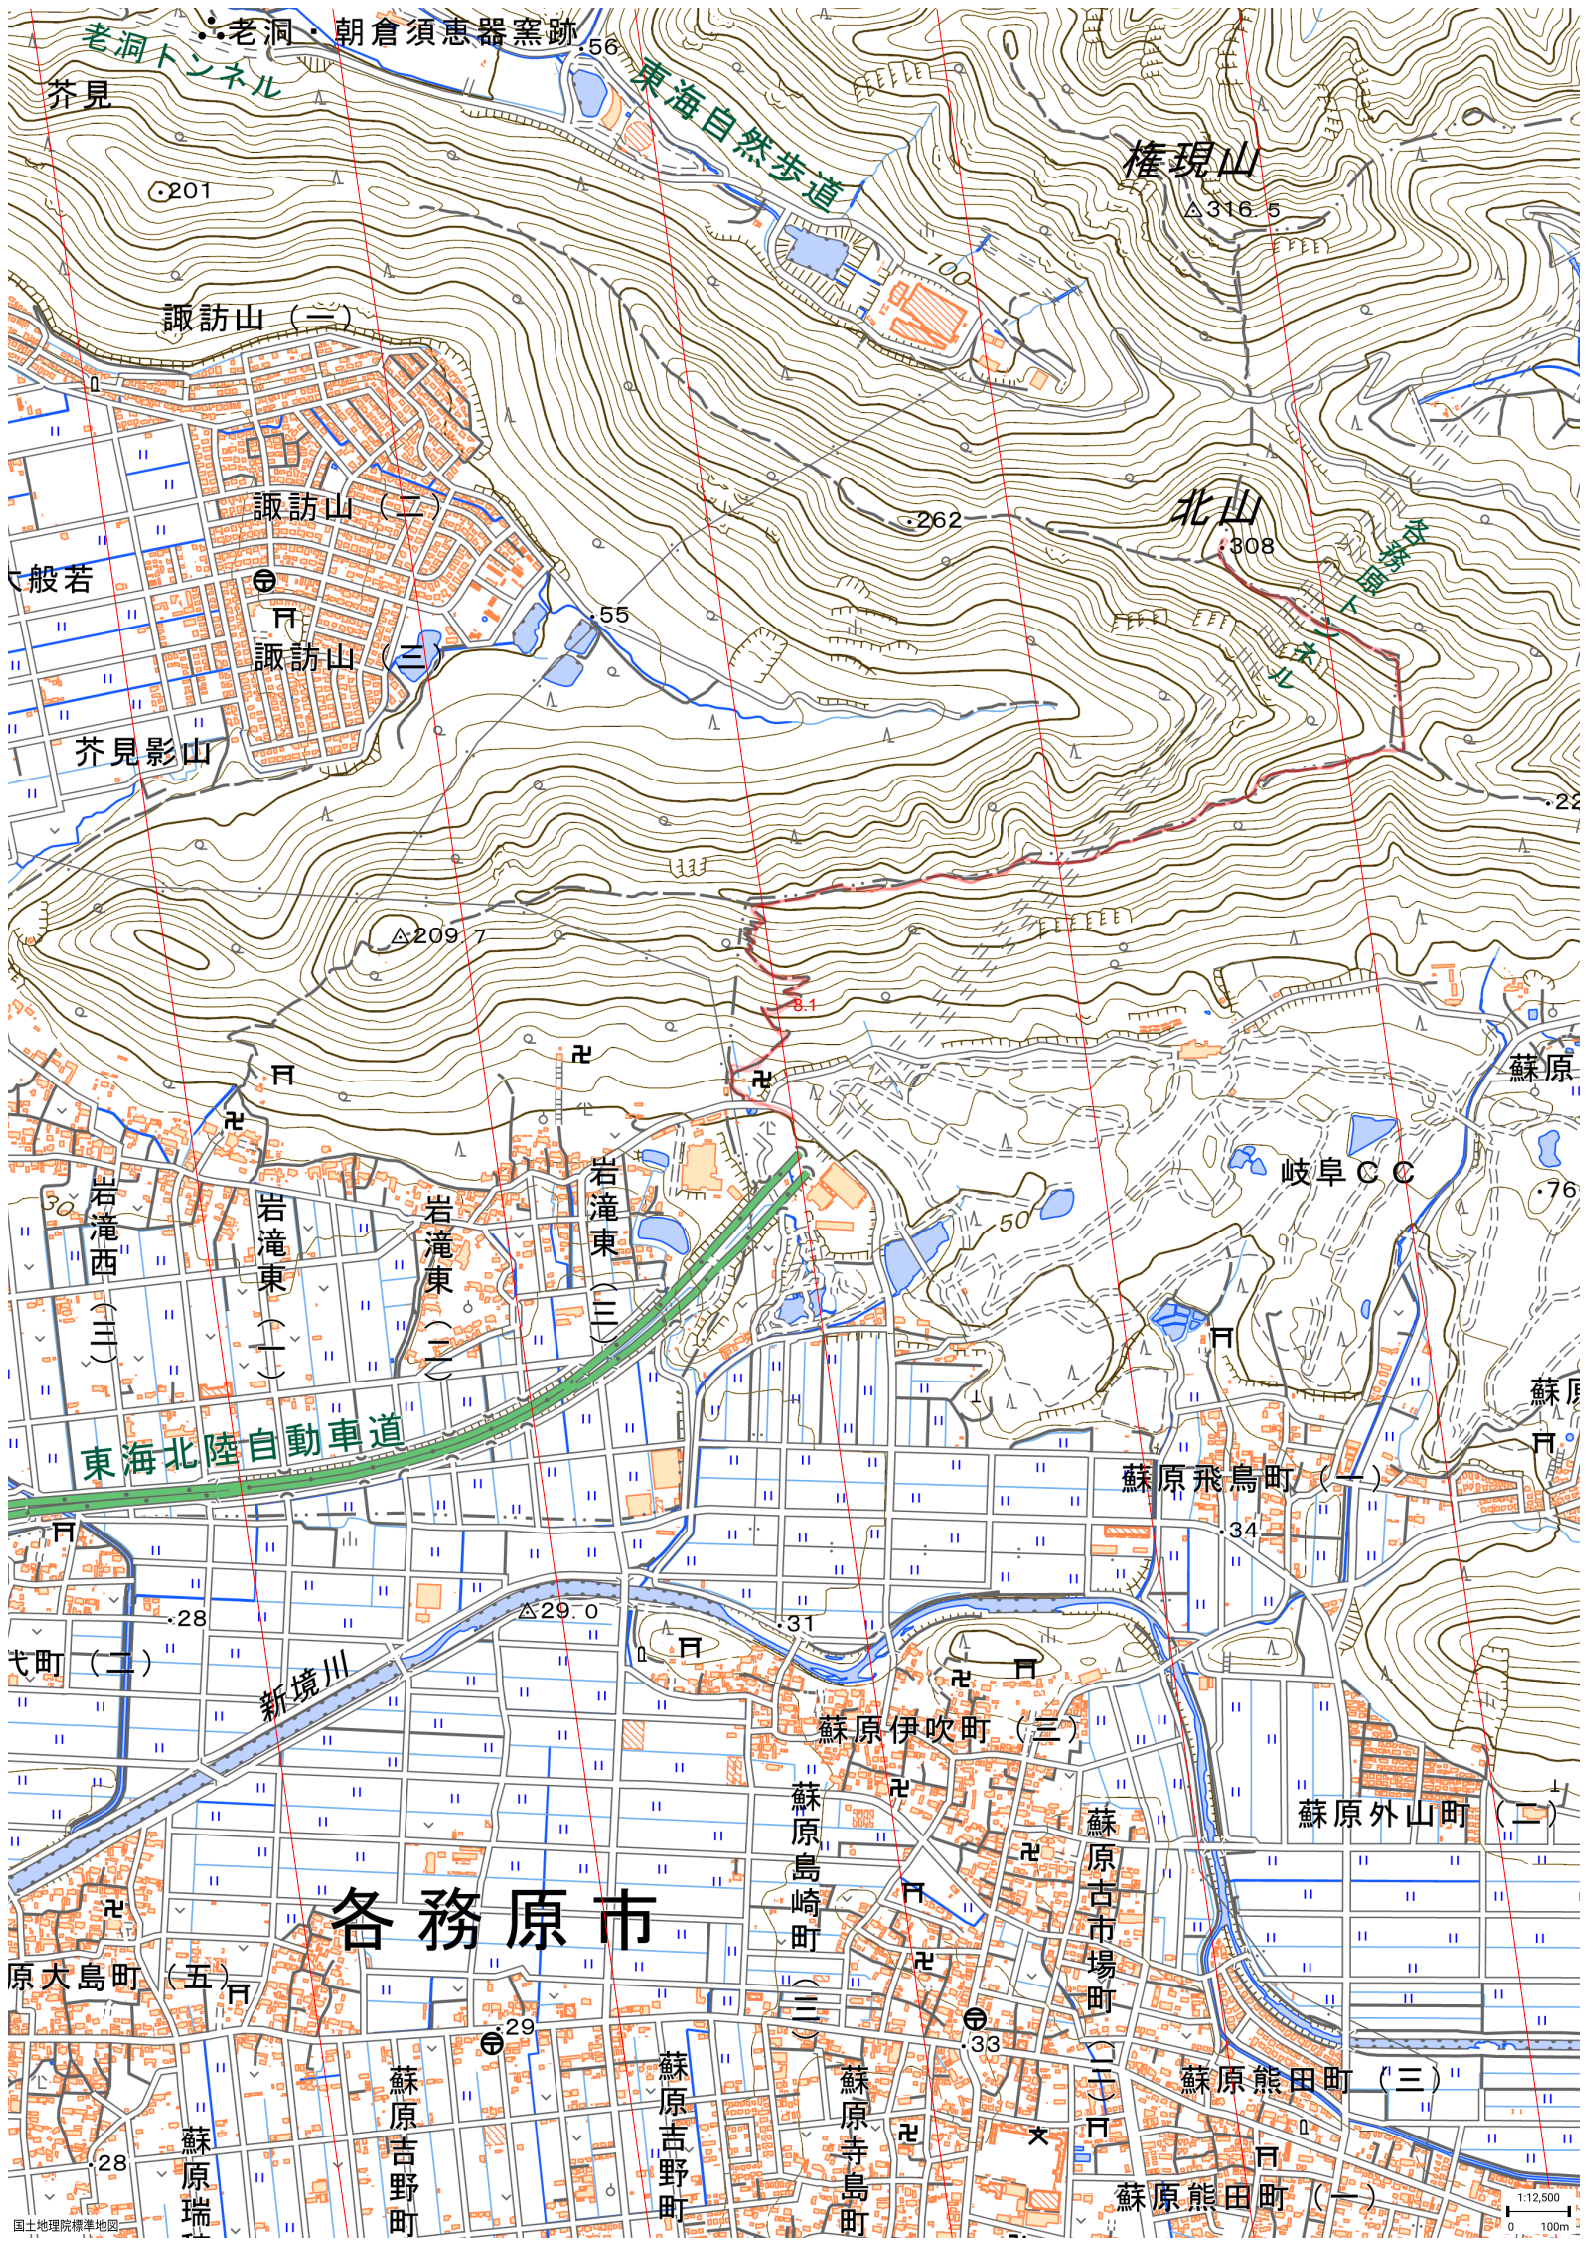 老洞・朝倉須恵器窯跡
老洞トンネル
56
東海自然歩道
芥見
権現山
201
316.5
100
諏訪山（一）
諏訪山（二）
北山
262
308
各務原トンネル
大般若
55
諏訪山（三）
芥見影山
22
209.7
8.1
蘇原
岐阜CC
76
30
岩滝西（三）
岩滝東（一）
岩滝東（二）
岩滝東（三）
50
蘇原
東海北陸自動車道
蘇原飛鳥町（一）
34
28
29.0
31
代町（二）
新境川
蘇原伊吹町（三）
蘇原島崎町（三）
蘇原古市場町（二）
蘇原外山町（二）
各務原市
原大島町（五）
29
33
蘇原吉野町
蘇原吉野町
蘇原寺島町
蘇原熊田町（三）
28
蘇原瑞穂
蘇原熊田町（一）
国土地理院標準地図
1:12,500
0 100m